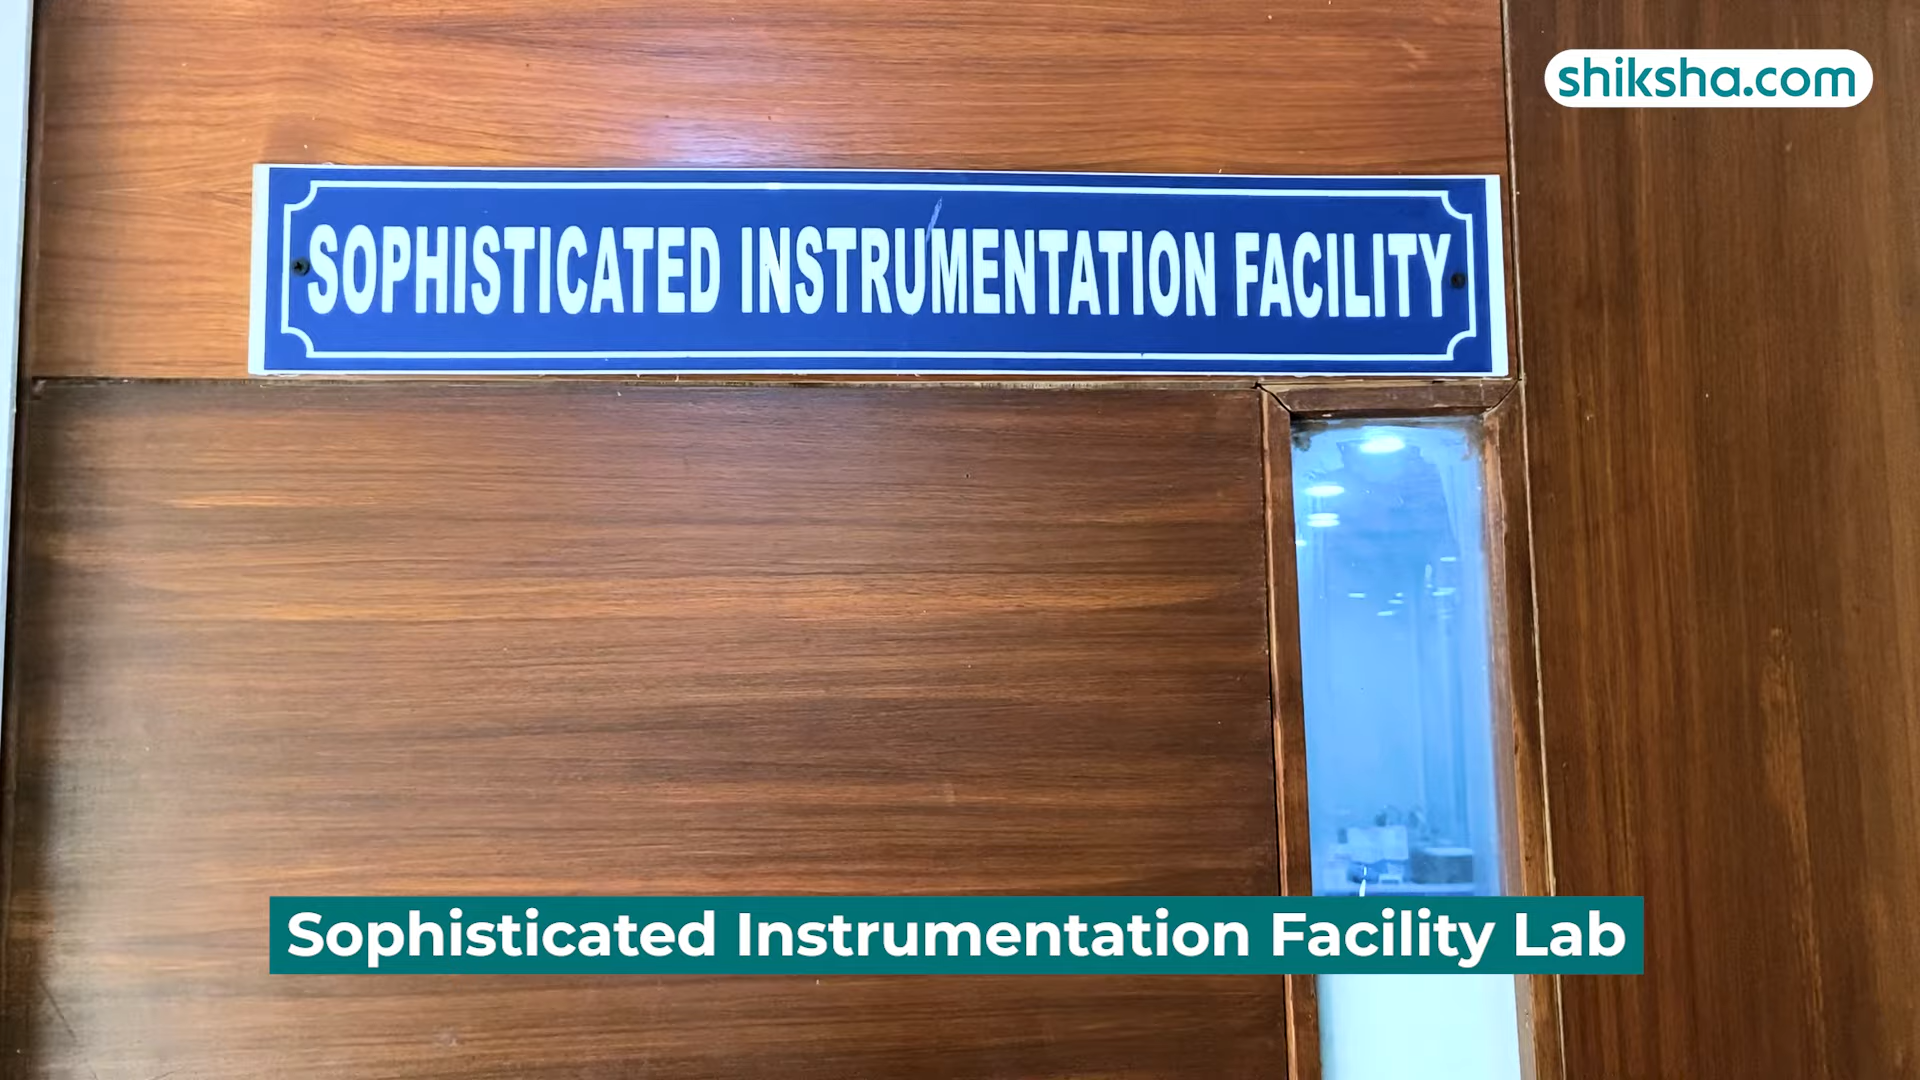 shiksha.com
SOPHISTICATED INSTRUMENTATION FACILITY
Sophisticated Instrumentation Facility Lab